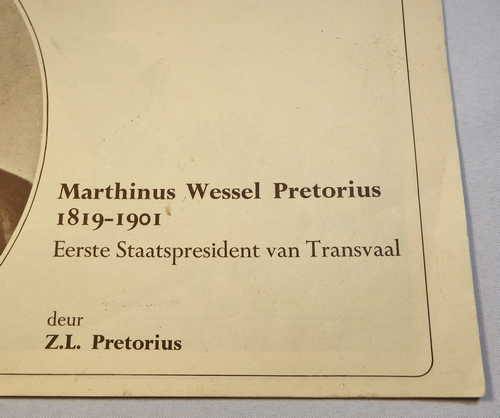 Marthinus Wessel Pretorius
1819-1901
Eerste Staatspresident van Transvaal
deur
Z.L. Pretorius